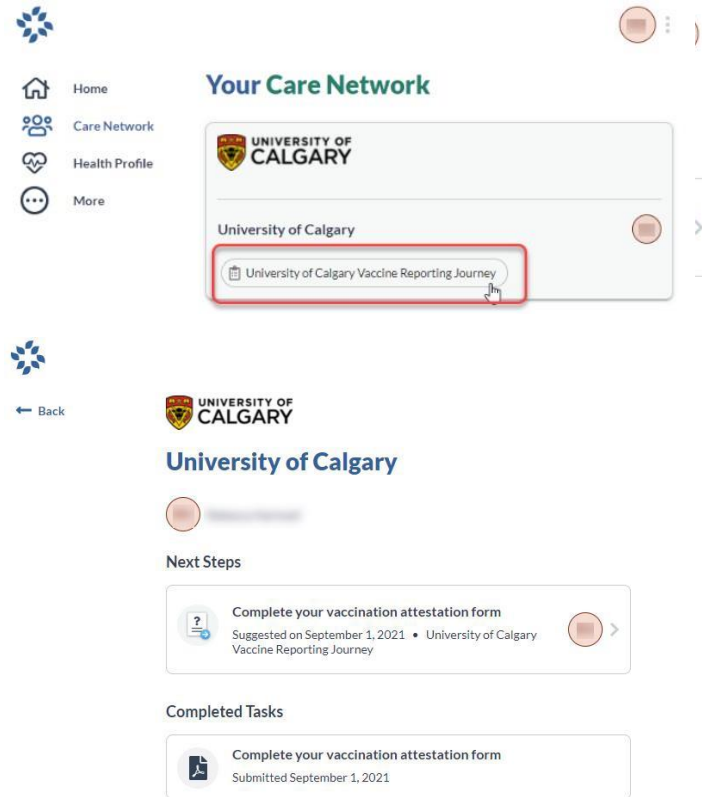 Home
Care Network
Health Profile
More
Your Care Network
UNIVERSITY OF
CALGARY
University of Calgary
University of Calgary Vaccine Reporting Journey
Back
UNIVERSITY OF
CALGARY
University of Calgary
Next Steps
?
Complete your vaccination attestation form
Suggested on September 1, 2021 • University of Calgary
Vaccine Reporting Journey
Completed Tasks
Complete your vaccination attestation form
Submitted September 1, 2021